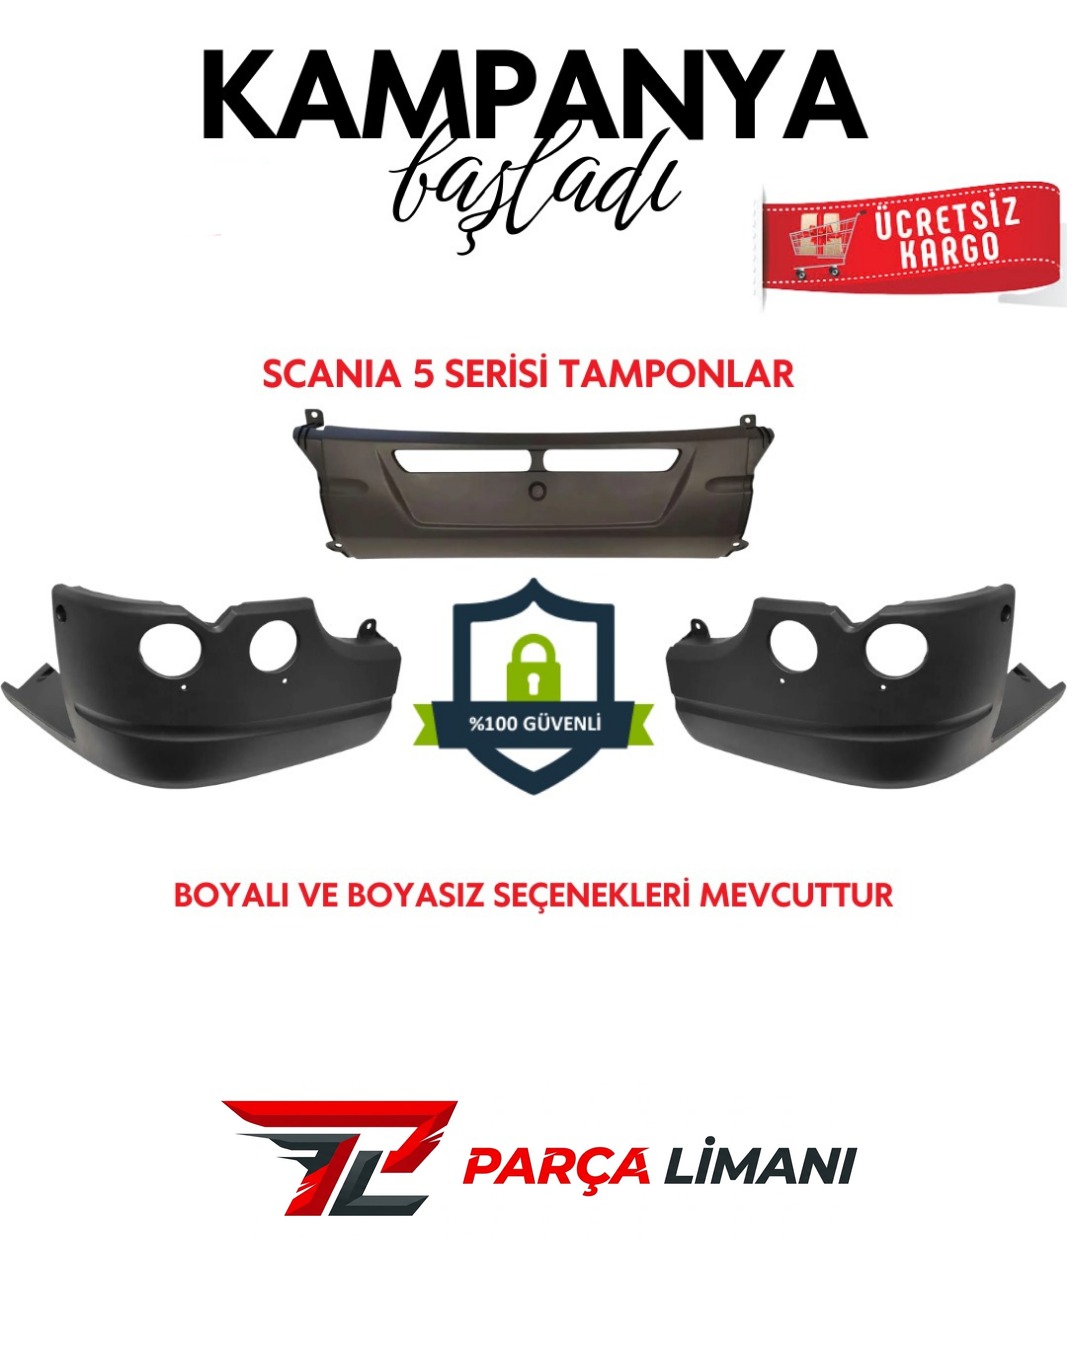 KAMPANYA
başladı
ÜCRETSİZ
KARGO
SCANIA 5 SERİSİ TAMPONLAR
%100 GÜVENLİ
BOYALI VE BOYASIZ SEÇENEKLERİ MEVCUTTUR
PL PARÇA LİMANI